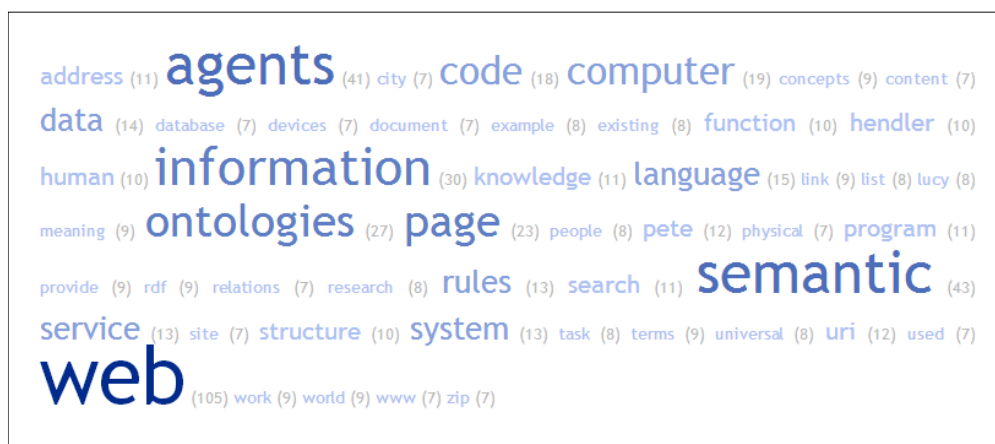 address (11) agents (41) city (7) code (18) computer (19) concepts (9) content (7)
data (14) database (7) devices (7) document (7) example (8) existing (8) function (10) hendler (10)
human (10) information (30) knowledge (11) language (15) link (9) list (8) lucy (8)
meaning (9) ontologies (27) page (23) people (8) pete (12) physical (7) program (11)
provide (9) rdf (9) relations (7) research (8) rules (13) search (11) semantic (43)
service (13) site (7) structure (10) system (13) task (8) terms (9) universal (8) uri (12) used (7)
web (105) work (9) world (9) www (7) zip (7)